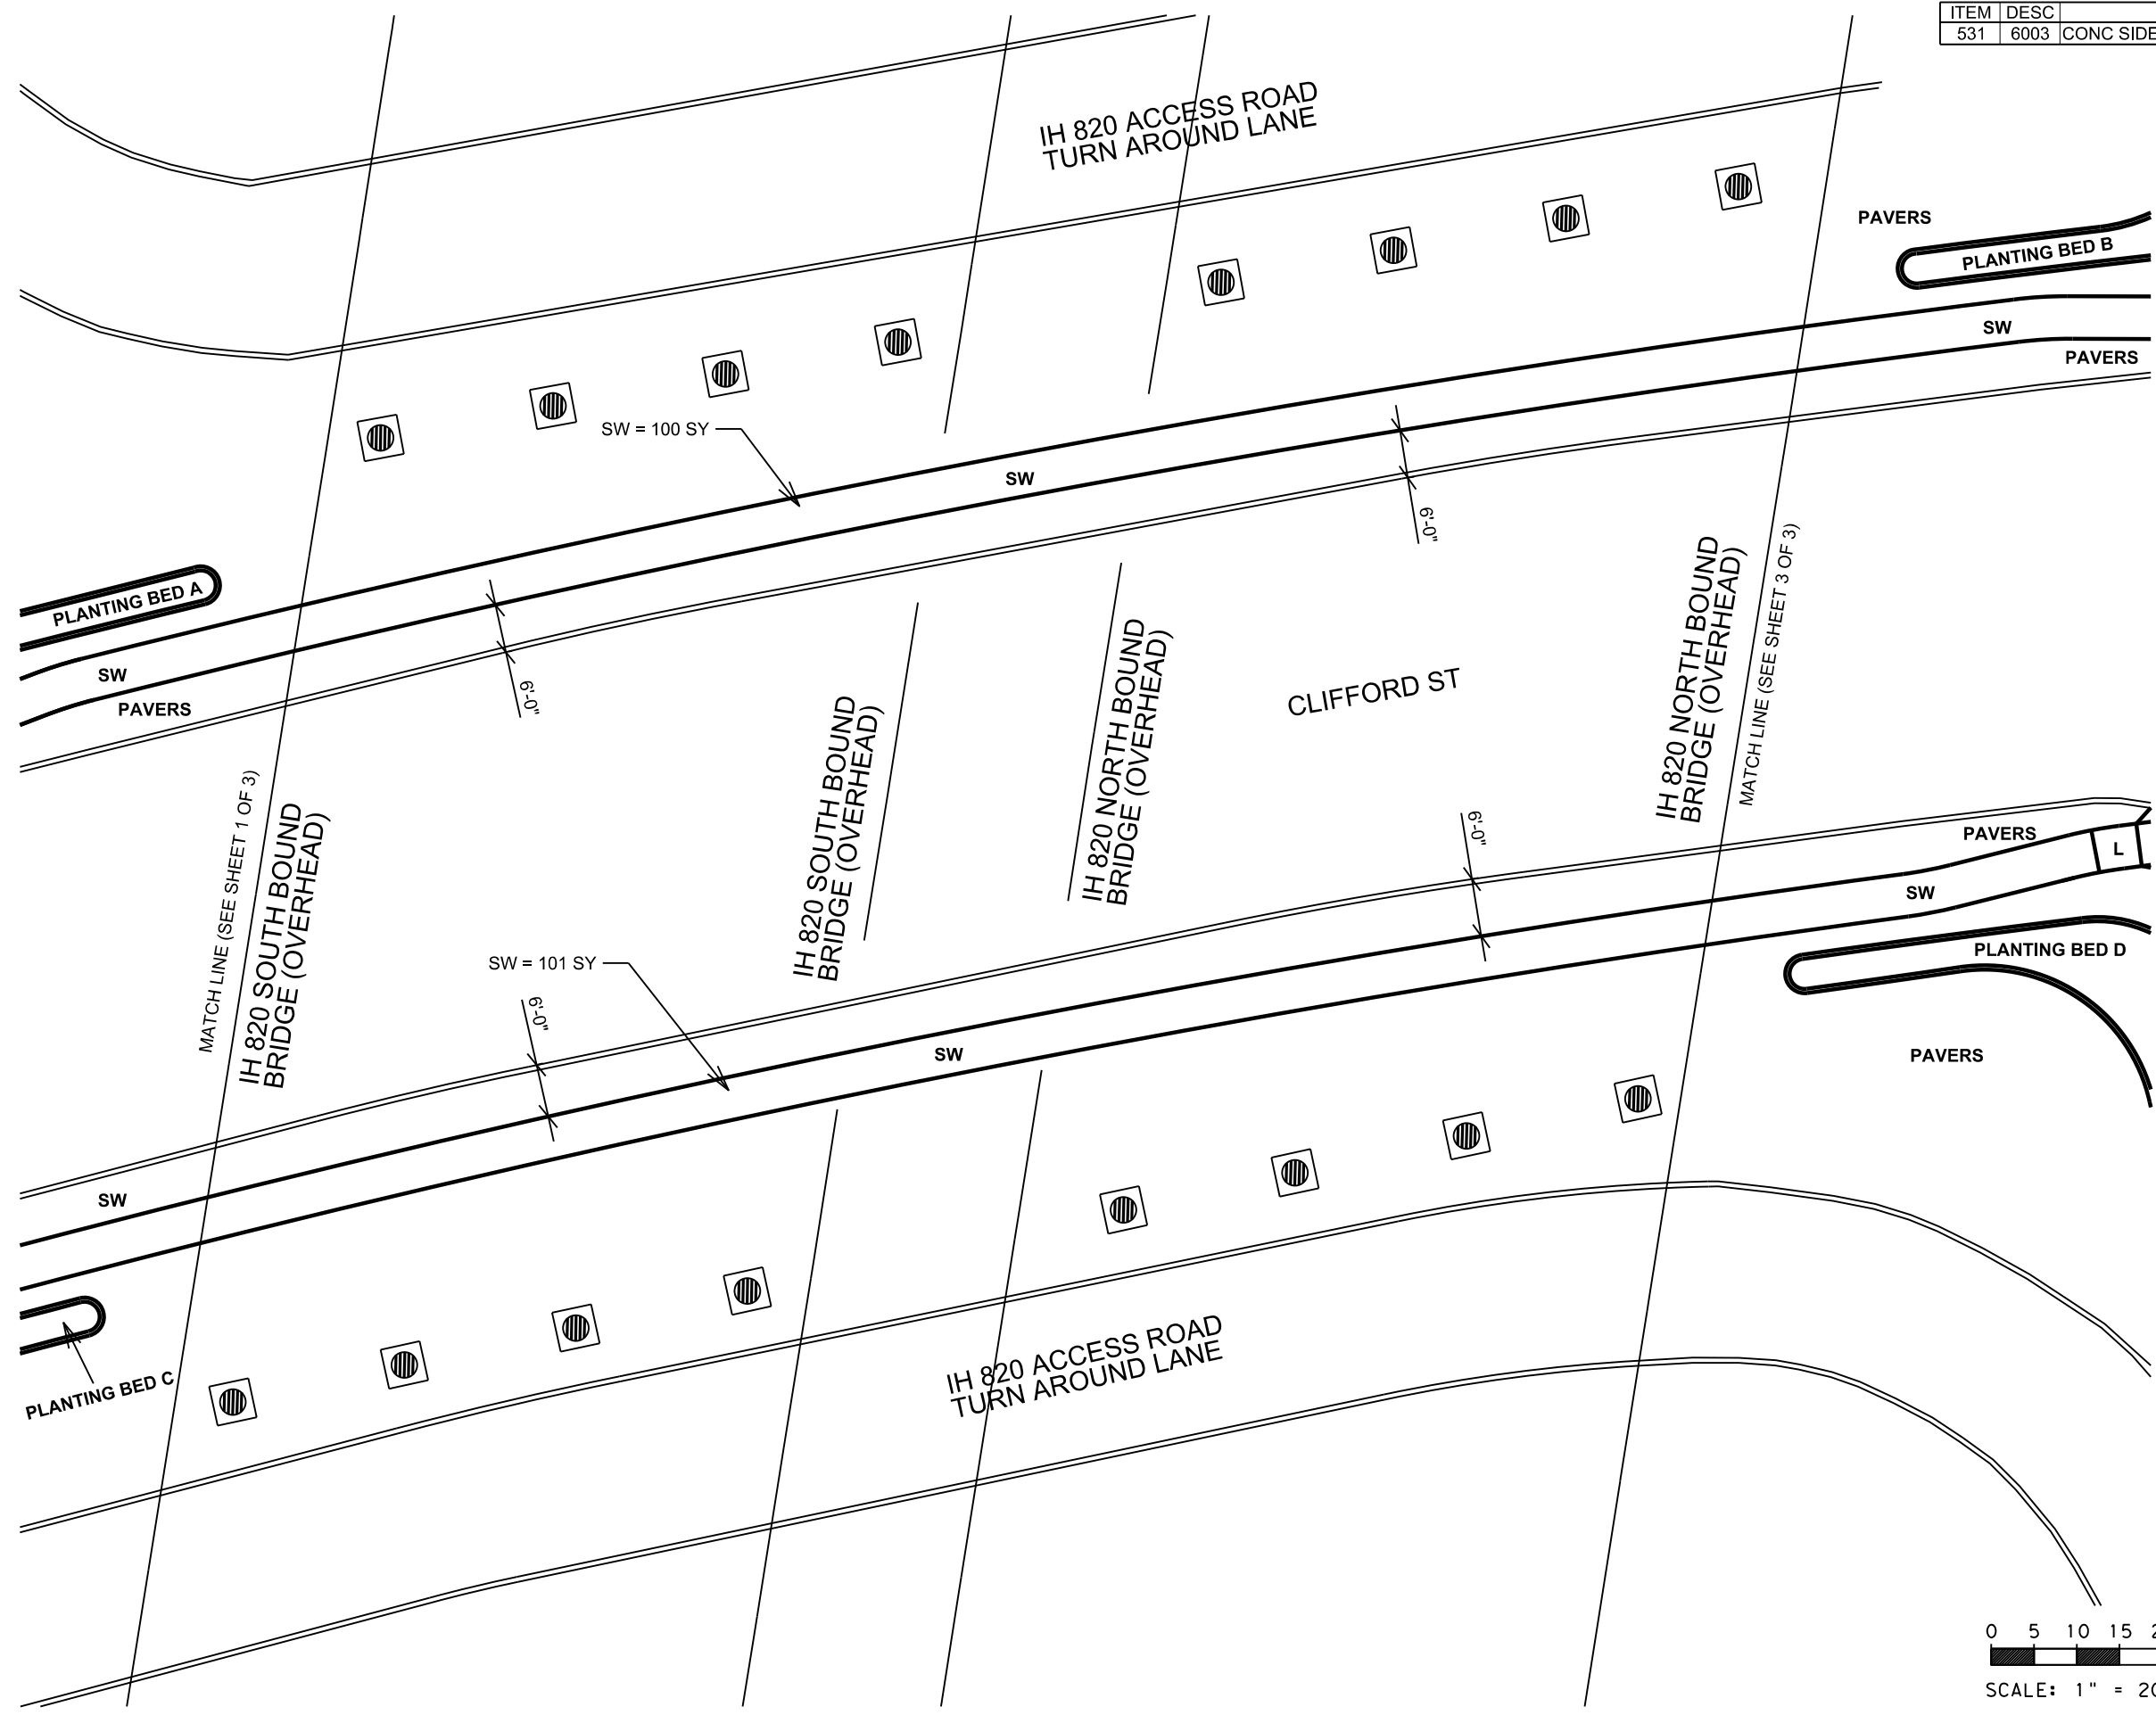 ITEM DESC
531 6003 CONC SIDE
IH 820 ACCESS ROAD
TURN AROUND LANE
PAVERS
PLANTING BED B
SW
PAVERS
SW = 100 SY
SW
6'-0"
PLANTING BED A
SW
PAVERS
6'-0"
CLIFFORD ST
IH 820 SOUTH BOUND
BRIDGE (OVERHEAD)
IH 820 NORTH BOUND
BRIDGE (OVERHEAD)
IH 820 NORTH BOUND
BRIDGE (OVERHEAD)
MATCH LINE (SEE SHEET 3 OF 3)
MATCH LINE (SEE SHEET 1 OF 3)
IH 820 SOUTH BOUND
BRIDGE (OVERHEAD)
6'-0"
PAVERS
L
SW
PLANTING BED D
SW = 101 SY
6'-0"
SW
PAVERS
SW
PLANTING BED C
IH 820 ACCESS ROAD
TURN AROUND LANE
0 5 10 15
SCALE: 1" =